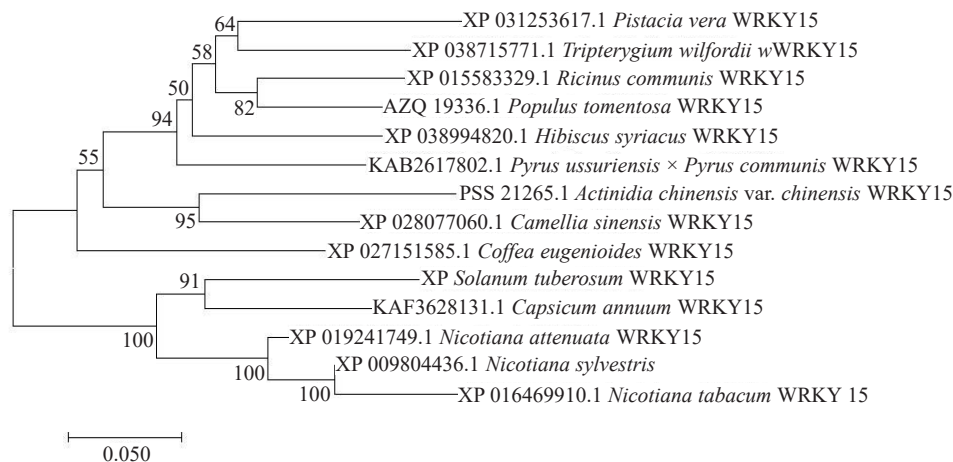 64
XP 031253617.1 Pistacia vera WRKY15
58
XP 038715771.1 Tripterygium wilfordii wWRKY15
50
XP 015583329.1 Ricinus communis WRKY15
82
AZQ 19336.1 Populus tomentosa WRKY15
94
XP 038994820.1 Hibiscus syriacus WRKY15
55
KAB2617802.1 Pyrus ussuriensis × Pyrus communis WRKY15
PSS 21265.1 Actinidia chinensis var. chinensis WRKY15
95
XP 028077060.1 Camellia sinensis WRKY15
XP 027151585.1 Coffea eugenioides WRKY15
91
XP Solanum tuberosum WRKY15
KAF3628131.1 Capsicum annuum WRKY15
100
XP 019241749.1 Nicotiana attenuata WRKY15
100
XP 009804436.1 Nicotiana sylvestris
100
XP 016469910.1 Nicotiana tabacum WRKY 15
0.050